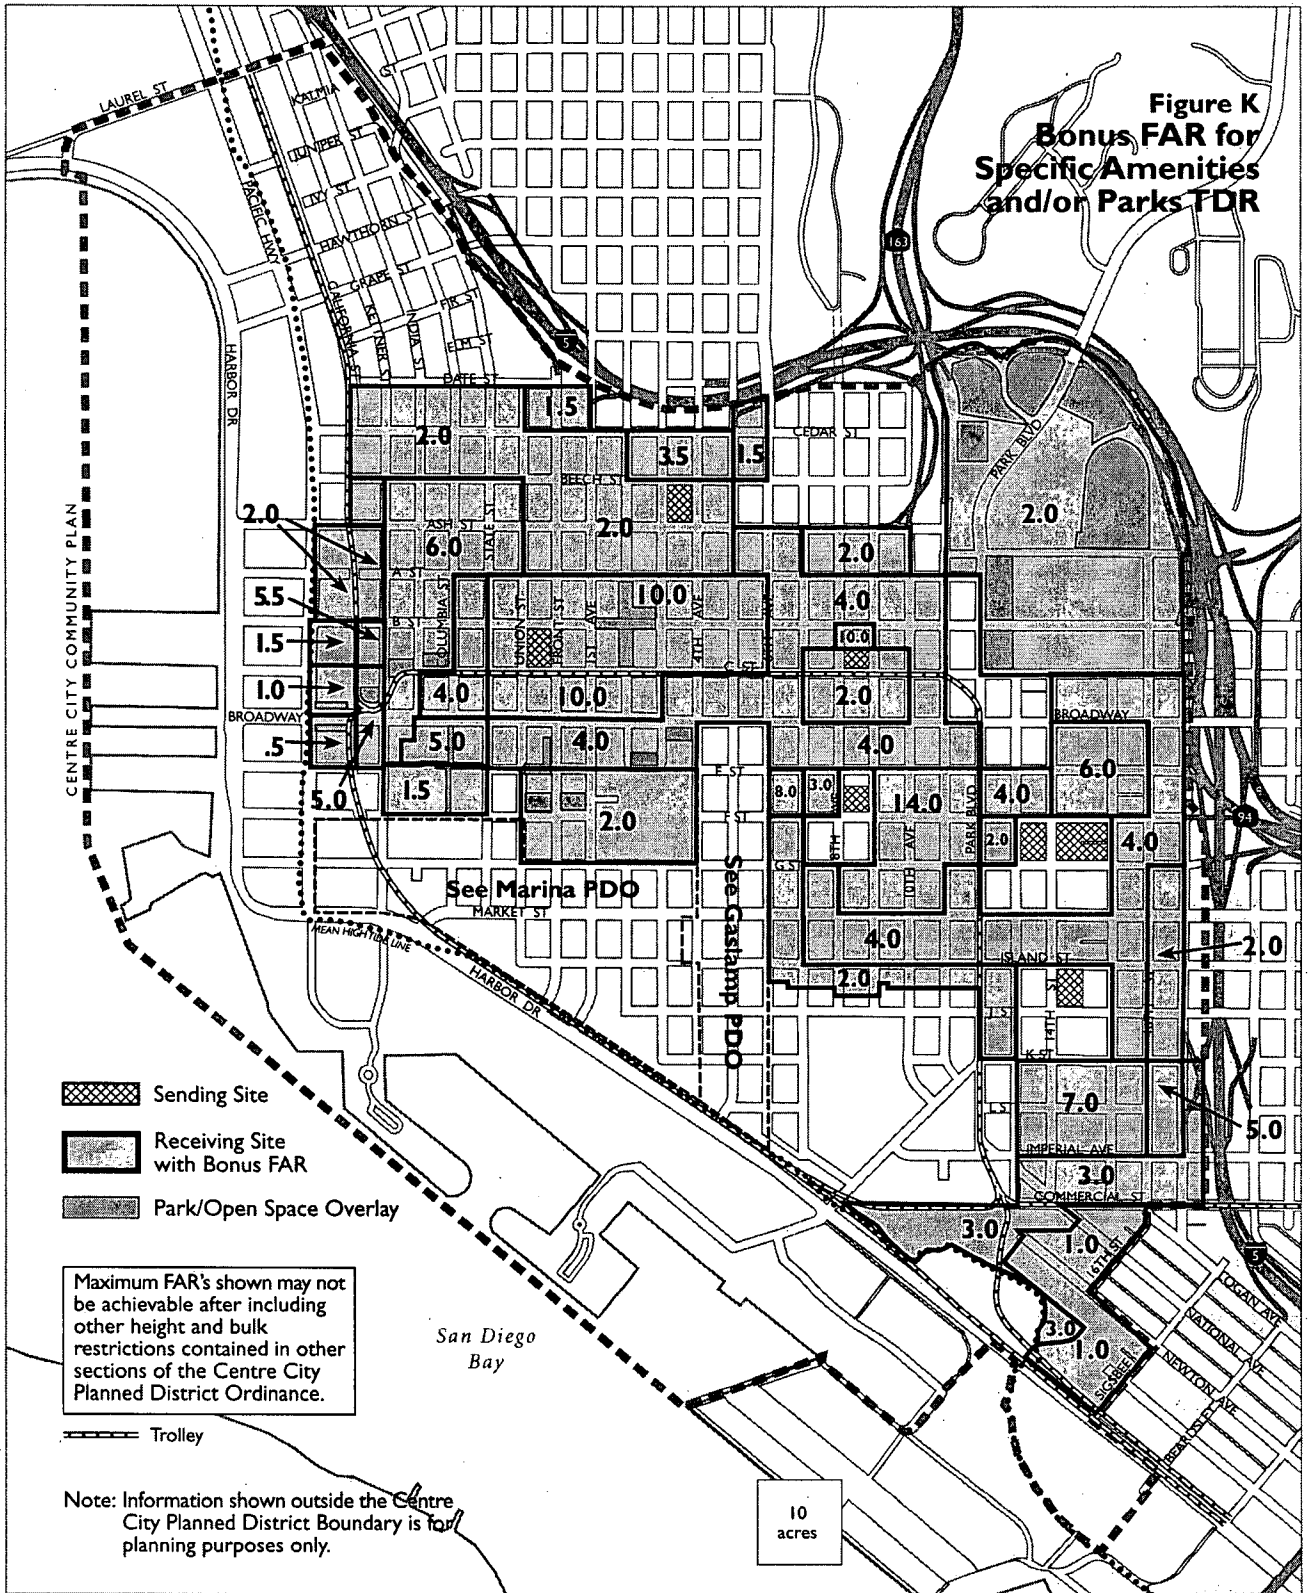 Figure K
Bonus FAR for
Specific Amenities
and/or Parks TDR
LAUREL ST
KALMIA
JUNIPER ST
IVY ST
HAWTHORN ST
GRAPE ST
FIR ST
ELM ST
DATE ST
PACIFIC HWY
CALIFORNIA ST
KETTNER ST
INDIA ST
HARBOR DR
CENTRE CITY COMMUNITY PLAN
163
5
CEDAR ST
PARK BLVD
1.5
2.0
3.5
1.5
BEECH ST
2.0
2.0
ASH ST
STATE ST
6.0
2.0
2.0
A ST
5.5
10.0
4.0
B ST
COLUMBIA ST
UNION ST
FRONT ST
1ST AVE
4TH AVE
1.5
10.0
C ST
1.0
4.0
10.0
2.0
BROADWAY
BROADWAY
.5
5.0
4.0
4.0
6.0
E ST
5.0
1.5
2.0
8.0
3.0
14.0
4.0
PARK BLVD
94
F ST
8TH
10TH AVE
2.0
4.0
G ST
See Marina PDO
MARKET ST
See Gaslamp PDO
MEAN HIGH TIDE LINE
4.0
2.0
ISLAND ST
HARBOR DR
2.0
J ST
14TH ST
K ST
7.0
L S
5.0
IMPERIAL AVE
3.0
COMMERCIAL ST
3.0
1.0
16TH ST
5
LOGAN AVE
NATIONAL AVE
NEWTON AVE
3.0
1.0
SIGSBEE
BEARDSLEY
Sending Site
Receiving Site
with Bonus FAR
Park/Open Space Overlay
Maximum FAR's shown may not
be achievable after including
other height and bulk
restrictions contained in other
sections of the Centre City
Planned District Ordinance.
Trolley
San Diego
Bay
Note: Information shown outside the Centre
City Planned District Boundary is for
planning purposes only.
10
acres